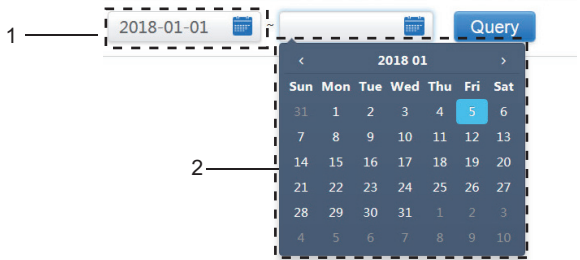 1 2018-01-01 ~ Query
‹ 2018 01 ›
Sun Mon Tue Wed Thu Fri Sat
31 1 2 3 4 5 6
7 8 9 10 11 12 13
2 14 15 16 17 18 19 20
21 22 23 24 25 26 27
28 29 30 31 1 2 3
4 5 6 7 8 9 10